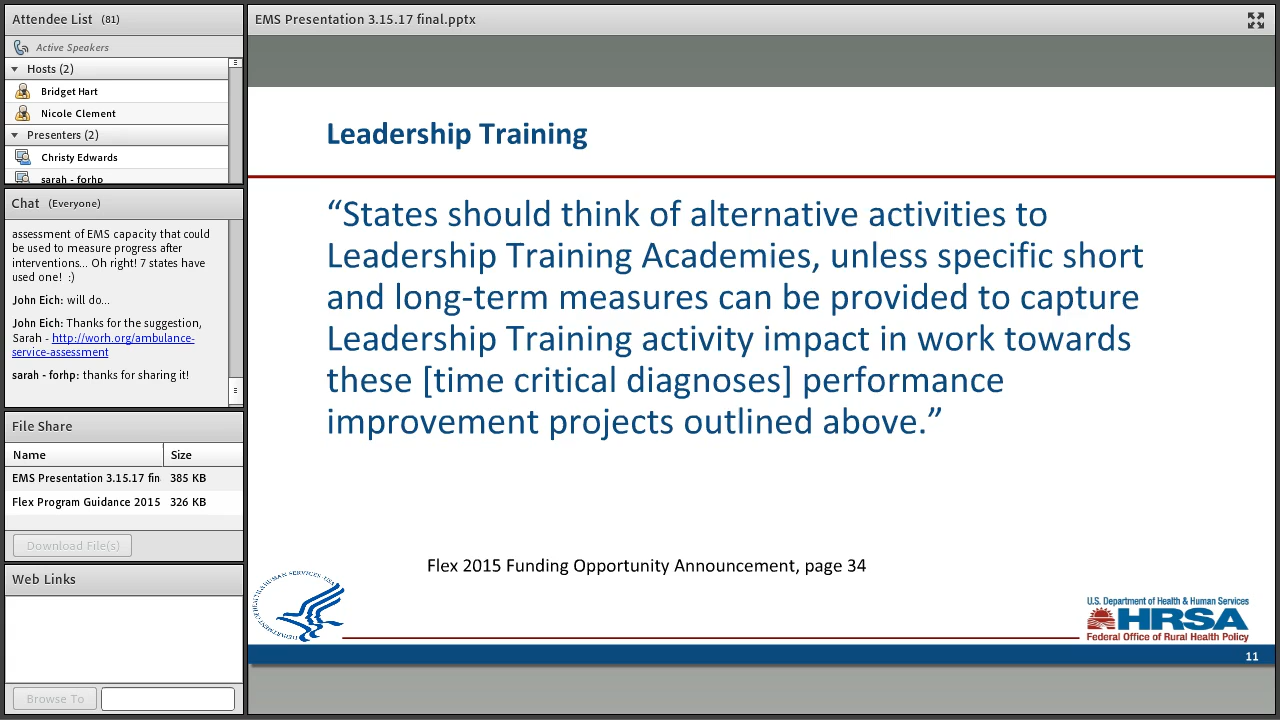 Attendee List (81)
Active Speakers
Hosts (2)
Bridget Hart
Nicole Clement
Presenters (2)
Christy Edwards
sarah - forhp
Chat (Everyone)
assessment of EMS capacity that could
be used to measure progress after
interventions... Oh right! 7 states have
used one! :)
John Eich: will do...
John Eich: Thanks for the suggestion,
Sarah - http://worh.org/ambulance-
service-assessment
sarah - forhp: thanks for sharing it!
File Share
Name Size
EMS Presentation 3.15.17 fin 385 KB
Flex Program Guidance 2015 326 KB
Download File(s)
Web Links
Browse To
EMS Presentation 3.15.17 final.pptx
Leadership Training
“States should think of alternative activities to
Leadership Training Academies, unless specific short
and long-term measures can be provided to capture
Leadership Training activity impact in work towards
these [time critical diagnoses] performance
improvement projects outlined above.”
Flex 2015 Funding Opportunity Announcement, page 34
U.S. Department of Health & Human Services
HRSA
Federal Office of Rural Health Policy
11